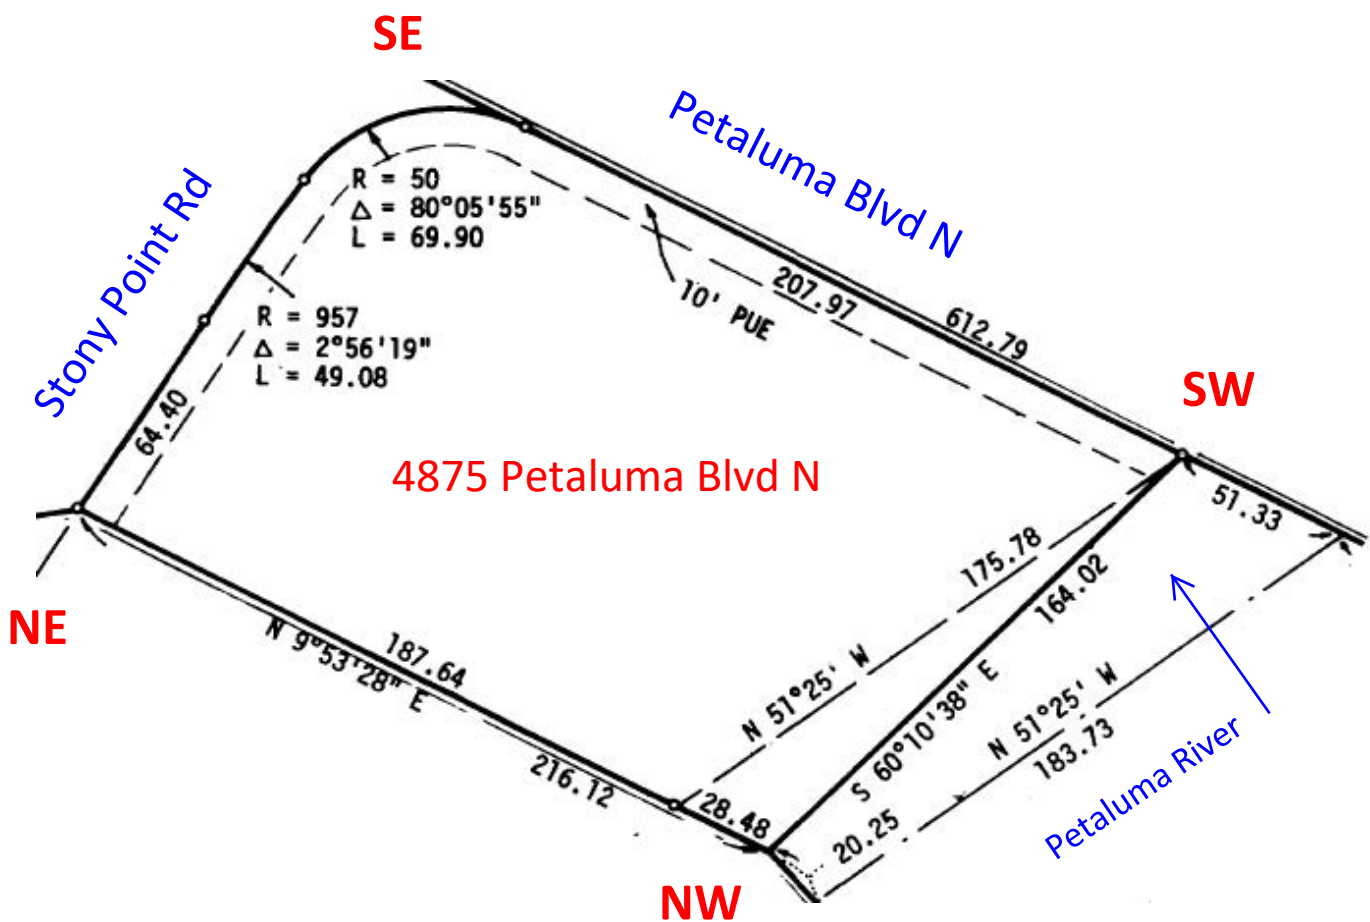 SE
Petaluma Blvd N
Stony Point Rd
R = 50
Δ = 80°05'55"
L = 69.90
10' PUE
207.97
612.79
R = 957
Δ = 2°56'19"
L = 49.08
64.40
SW
4875 Petaluma Blvd N
51.33
175.78
164.02
NE
N 9°53'28" E
187.64
N 51°25' W
S 60°10'38" E
N 51°25' W
183.73
Petaluma River
216.12
28.48
20.25
NW